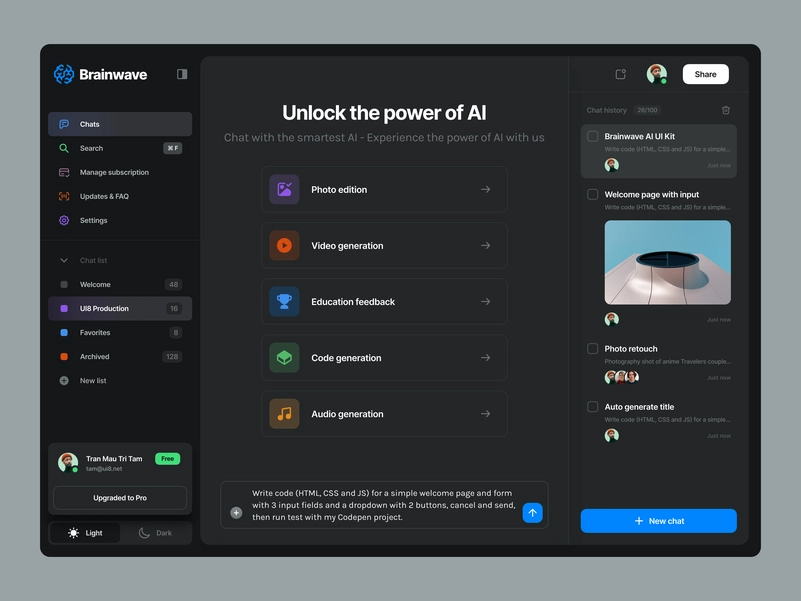 Brainwave
Chats
Search
⌘ F
Manage subscription
Updates & FAQ
Settings
Chat list
Welcome
48
UI8 Production
16
Favorites
8
Archived
128
New list
Tran Mau Tri Tam
tam@ui8.net
Free
Upgraded to Pro
Light
Dark
Unlock the power of AI
Chat with the smartest AI - Experience the power of AI with us
Photo edition
Video generation
Education feedback
Code generation
Audio generation
Write code (HTML, CSS and JS) for a simple welcome page and form
with 3 input fields and a dropdown with 2 buttons, cancel and send,
then run test with my Codepen project.
Share
Chat history
26/100
Brainwave AI UI Kit
Write code (HTML, CSS and JS) for a simple...
Just now
Welcome page with input
Write code (HTML, CSS and JS) for a simple...
Just now
Photo retouch
Photography shot of anime Travelers couple...
Just now
Auto generate title
Write code (HTML, CSS and JS) for a simple...
Just now
New chat